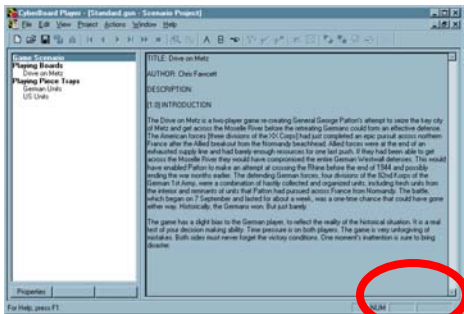 CyberBoard Player - [Standard.gsn - Scenario Project]
File Edit View Project Actions Window Help
Game Scenario
Playing Boards
Drive on Metz
Playing Piece Trays
German Units
US Units
TITLE: Drive on Metz
AUTHOR: Chris Fawcett
DESCRIPTION:
[1.0] INTRODUCTION
The Drive on Metz is a two-player game re-creating General George Patton's attempt to seize the key city
of Metz and get across the Moselle River before the retreating Germans could form an effective defense.
The American forces [three divisions of the XX Corps] had just completed an epic pursuit across northern
France after the Allied breakout from the Normandy beachhead. Allied forces were at the end of an
exhausted supply line and had barely enough resources for one last push. If they had been able to get
across the Moselle River they would have compromised the entire German Westwall defenses. This would
have enabled Patton to make an attempt at crossing the Rhine before the end of 1944 and possibly
ending the war months earlier. The defending German forces, four divisions of the 82nd Korps of the
German 1st Army, were a combination of hastily collected and organized units, including tench units from
the interior and remnants of units that Patton had pursued across France from Normandy. The battle,
which began on 7 September and lasted for about a week, was a one-time chance that could have gone
either way. Historically, the Germans won. But just barely.
The game has a slight bias to the German player, to reflect the reality of the historical situation. It is a real
test of your decision making ability. Time pressure is on both players. The game is very unforgiving of
mistakes. Both sides must never forget the victory conditions. One moment's inattention is sure to bring
disaster.
Properties
For Help, press F1
NUM